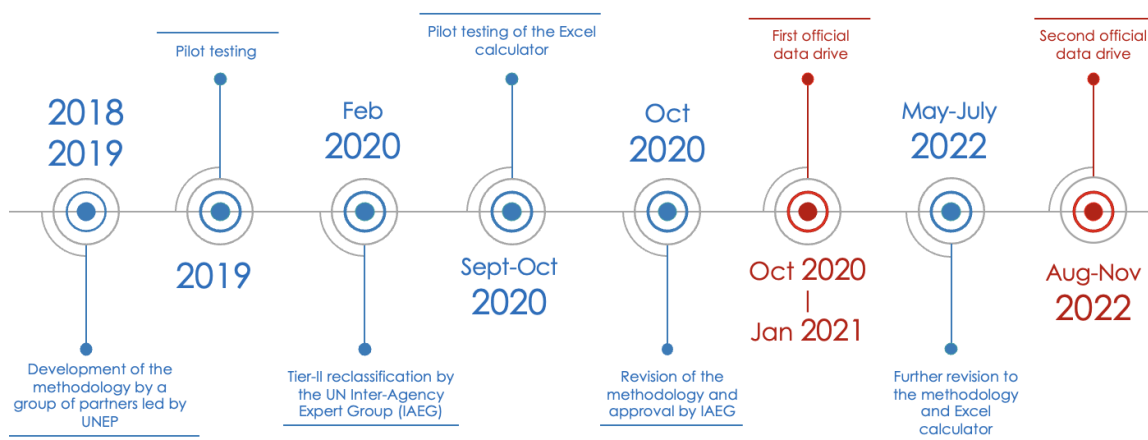 2018
2019
Development of the
methodology by a
group of partners led by
UNEP
Pilot testing
2019
Feb
2020
Tier-II reclassification by
the UN Inter-Agency
Expert Group (IAEG)
Pilot testing of the Excel
calculator
Sept-Oct
2020
Oct
2020
Revision of the
methodology and
approval by IAEG
First official
data drive
Oct 2020
|
Jan 2021
May-July
2022
Further revision to
the methodology
and Excel
calculator
Second official
data drive
Aug-Nov
2022